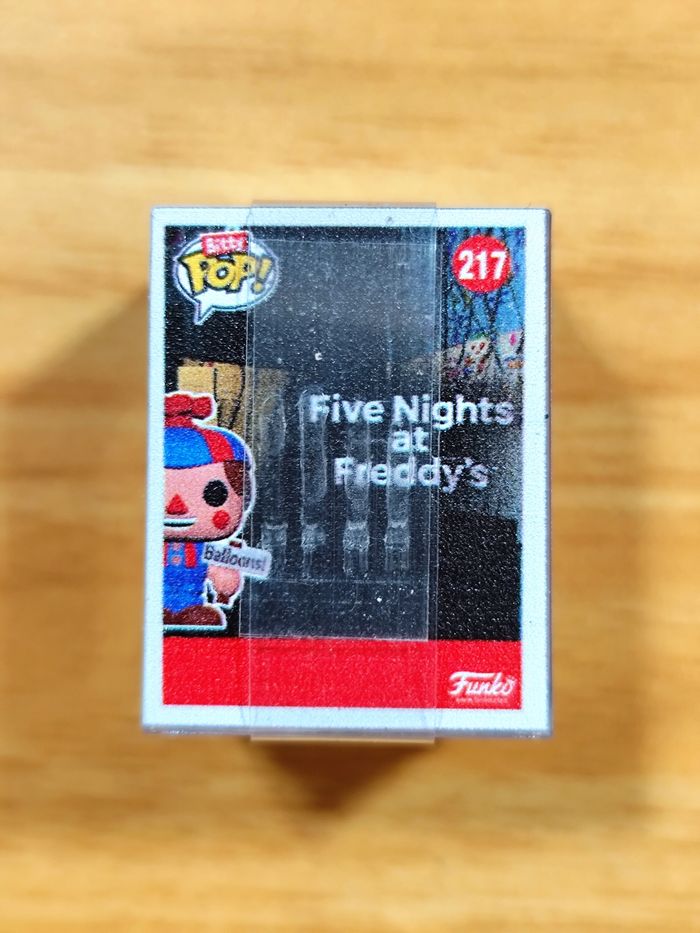 Bitty
POP!
217
Five Nights
at
Freddy's
Balloons!
Funko